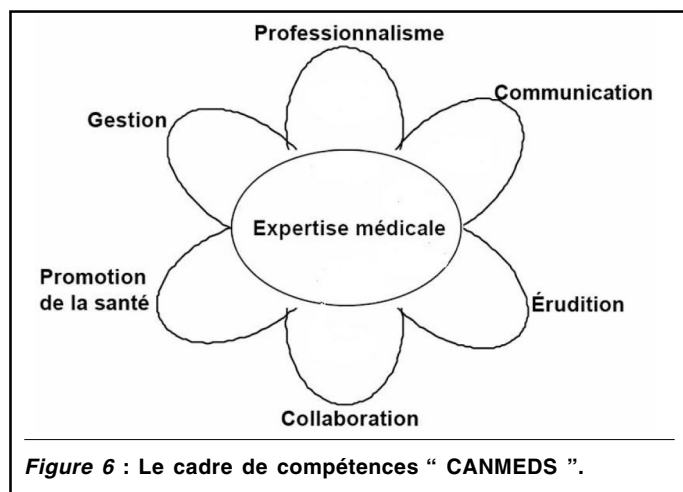 Professionnalisme
Communication
Gestion
Expertise médicale
Promotion
de la santé
Érudition
Collaboration
Figure 6 : Le cadre de compétences “ CANMEDS ”.